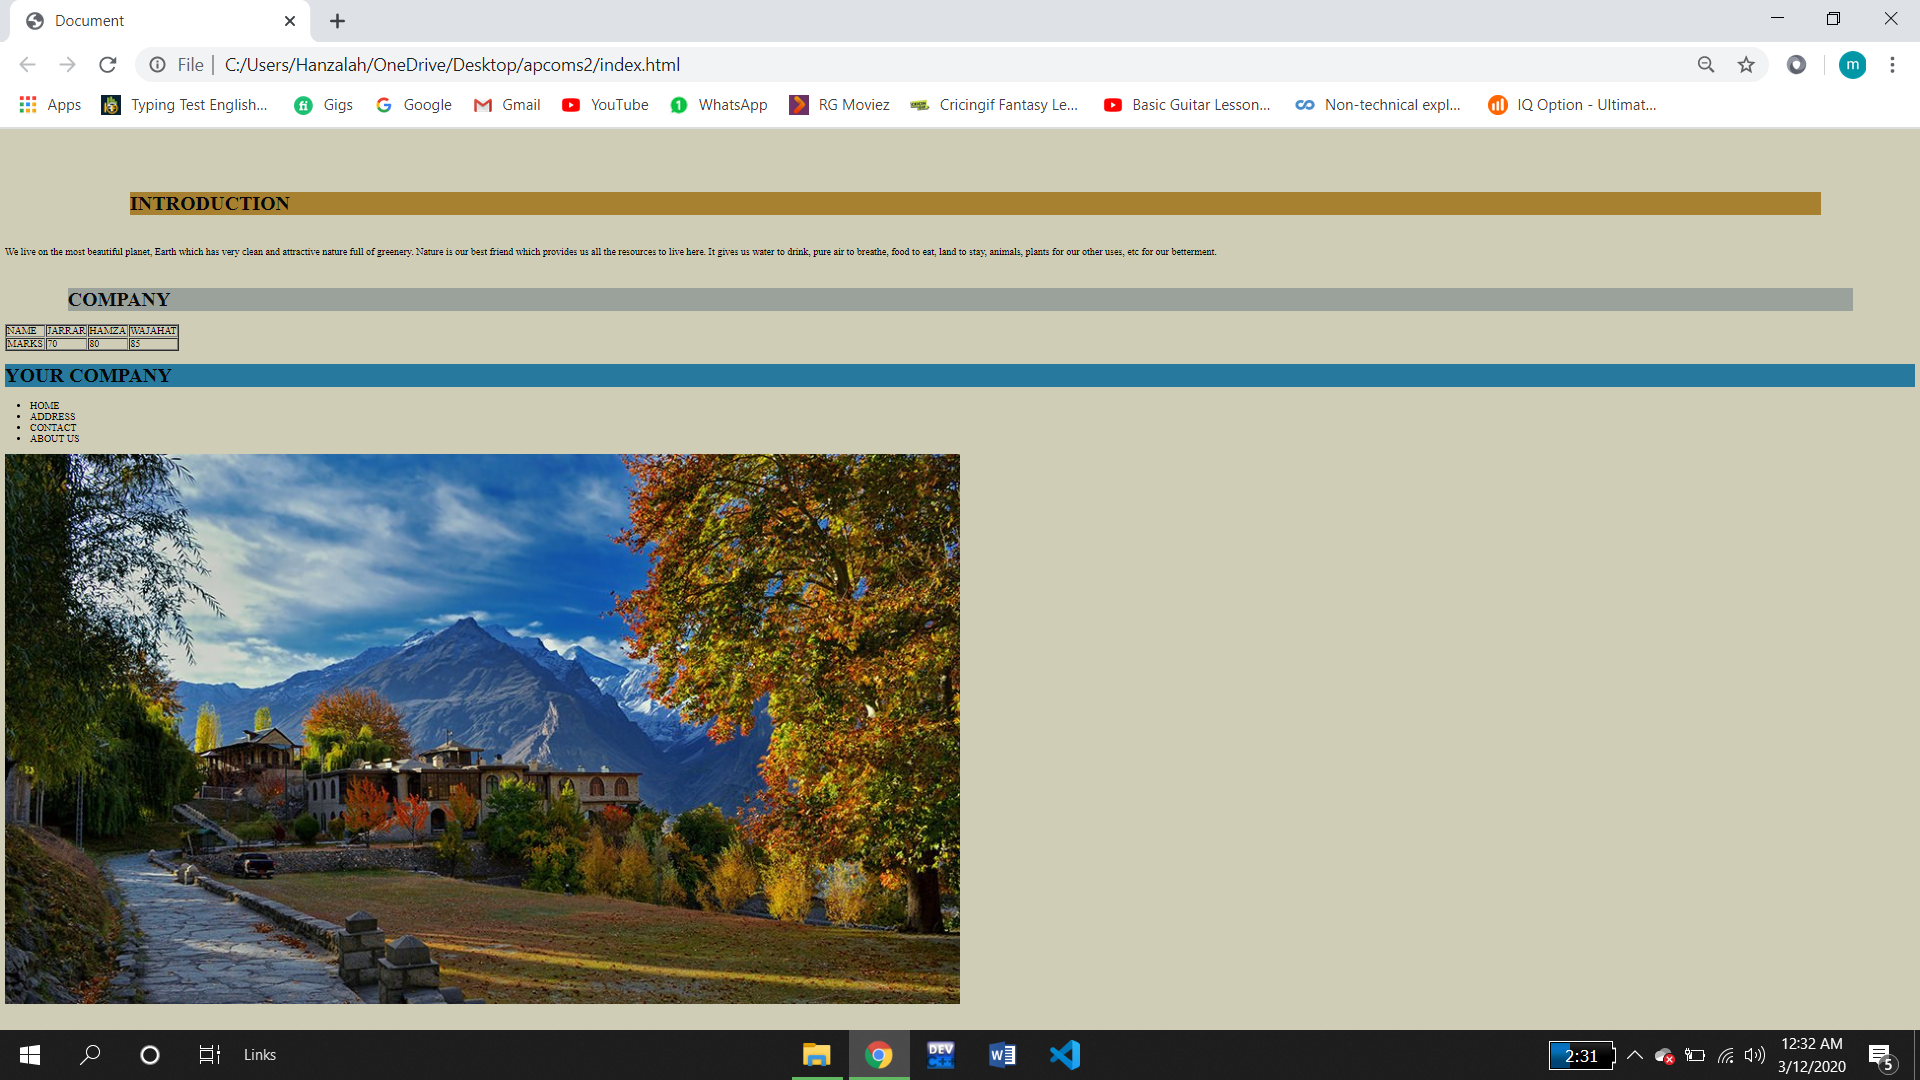 Document
File | C:/Users/Hanzalah/OneDrive/Desktop/apcoms2/index.html
m
Apps Typing Test English... Gigs Google Gmail YouTube WhatsApp RG Moviez Cricingif Fantasy Le... Basic Guitar Lesson... Non-technical expl... IQ Option - Ultimat...
INTRODUCTION
We live on the most beautiful planet, Earth which has very clean and attractive nature full of greenery. Nature is our best friend which provides us all the resources to live here. It gives us water to drink, pure air to breathe, food to eat, land to stay, animals, plants for our other uses, etc for our betterment.
COMPANY
NAME JARRAR HAMZA WAJAHAT
MARKS 70 80 85
YOUR COMPANY
HOME
ADDRESS
CONTACT
ABOUT US
Links
DEV C++
2:31
12:32 AM
3/12/2020
5